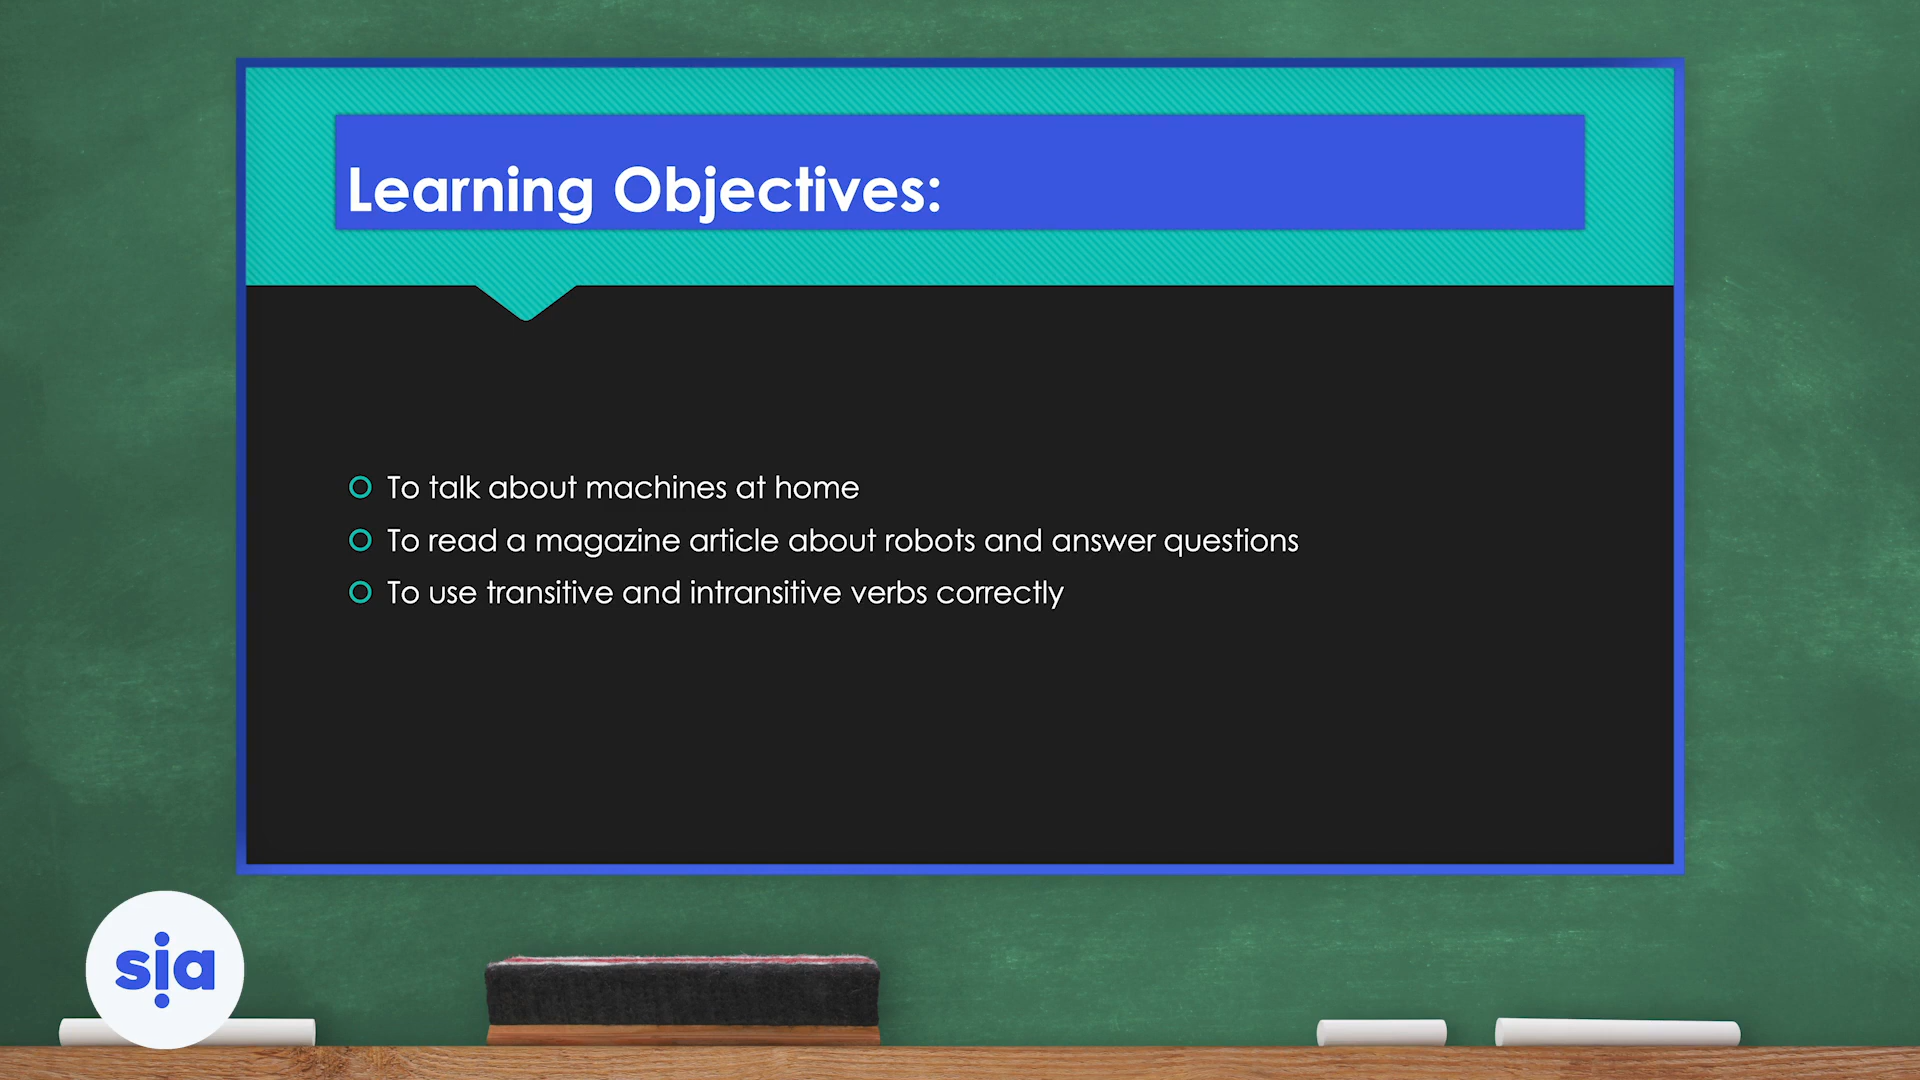 Learning Objectives:
To talk about machines at home
To read a magazine article about robots and answer questions
To use transitive and intransitive verbs correctly
sia